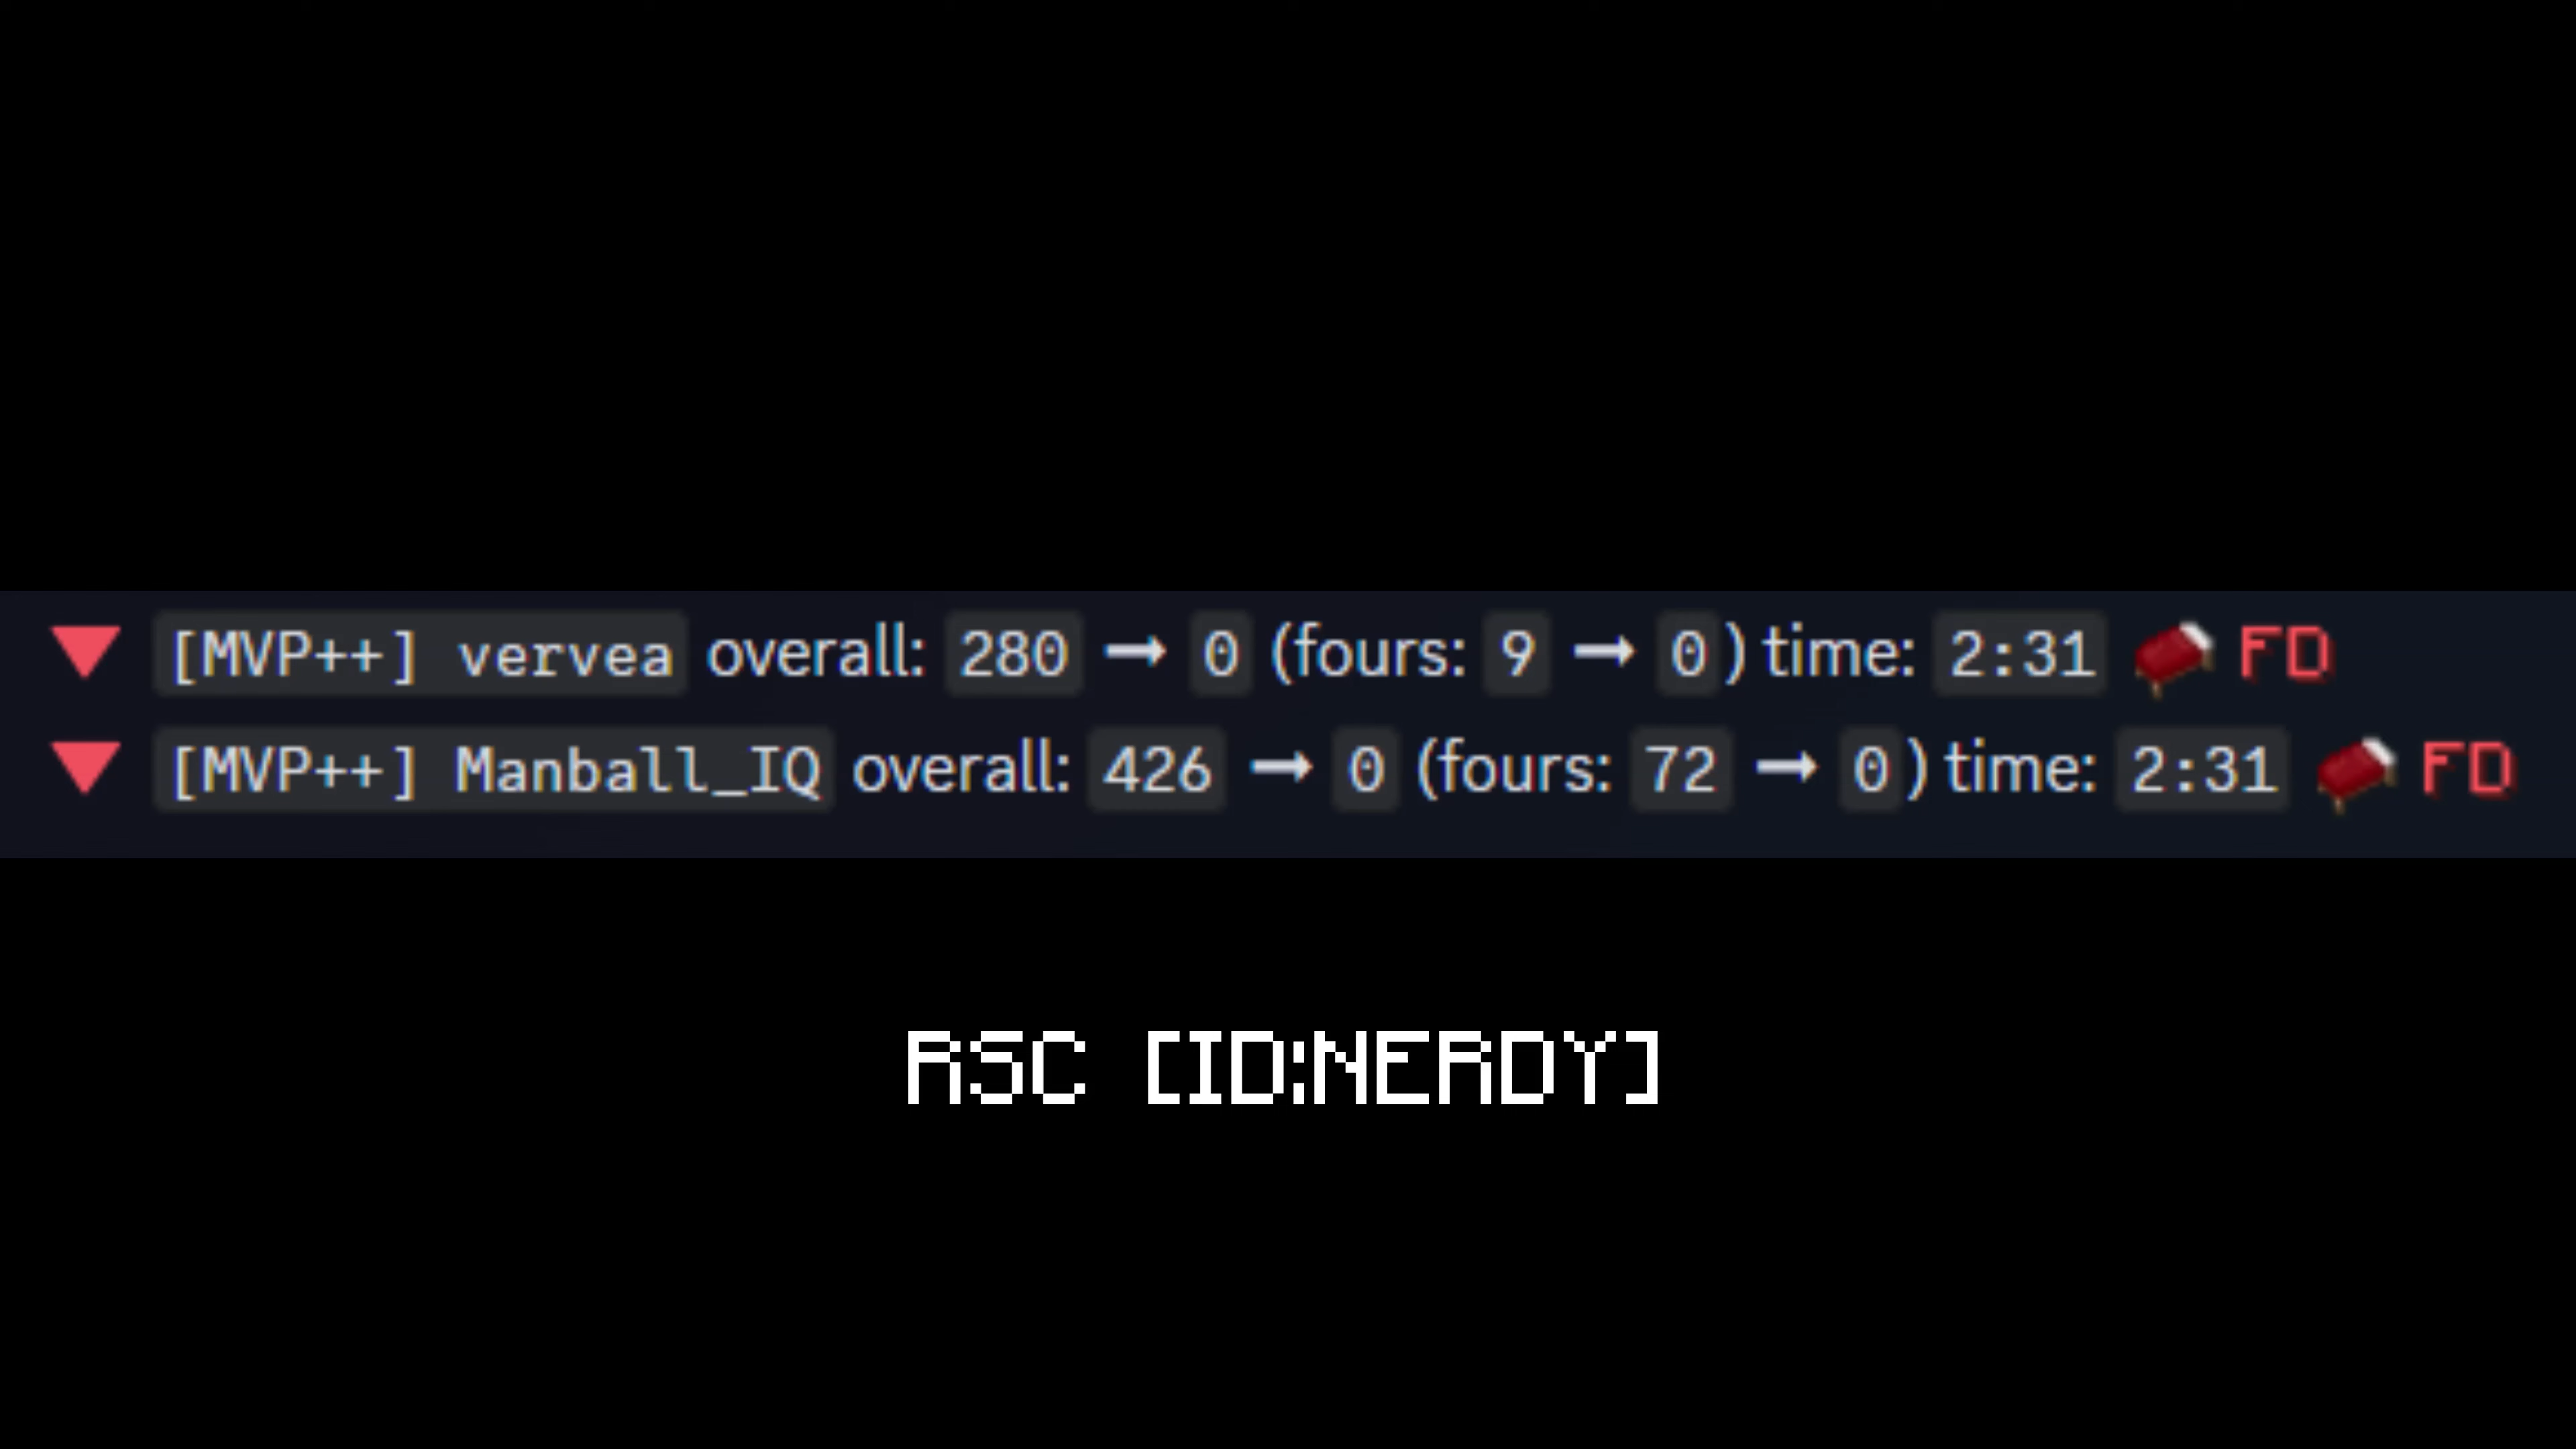 [MVP++] vervea overall: 280 → 0 (fours: 9 → 0) time: 2:31 FD
[MVP++] Manball_IQ overall: 426 → 0 (fours: 72 → 0) time: 2:31 FD
RSC [ID:NERDY]